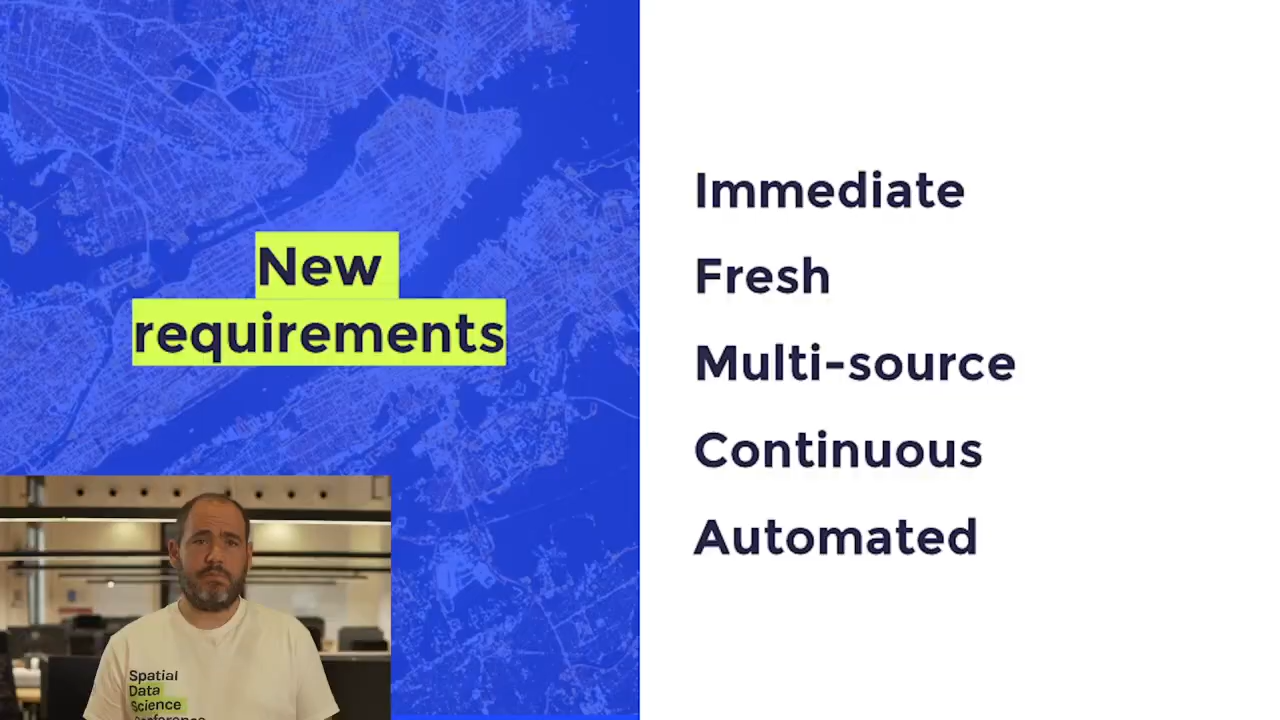 New
requirements
Immediate
Fresh
Multi-source
Continuous
Automated
Spatial
Data
Science